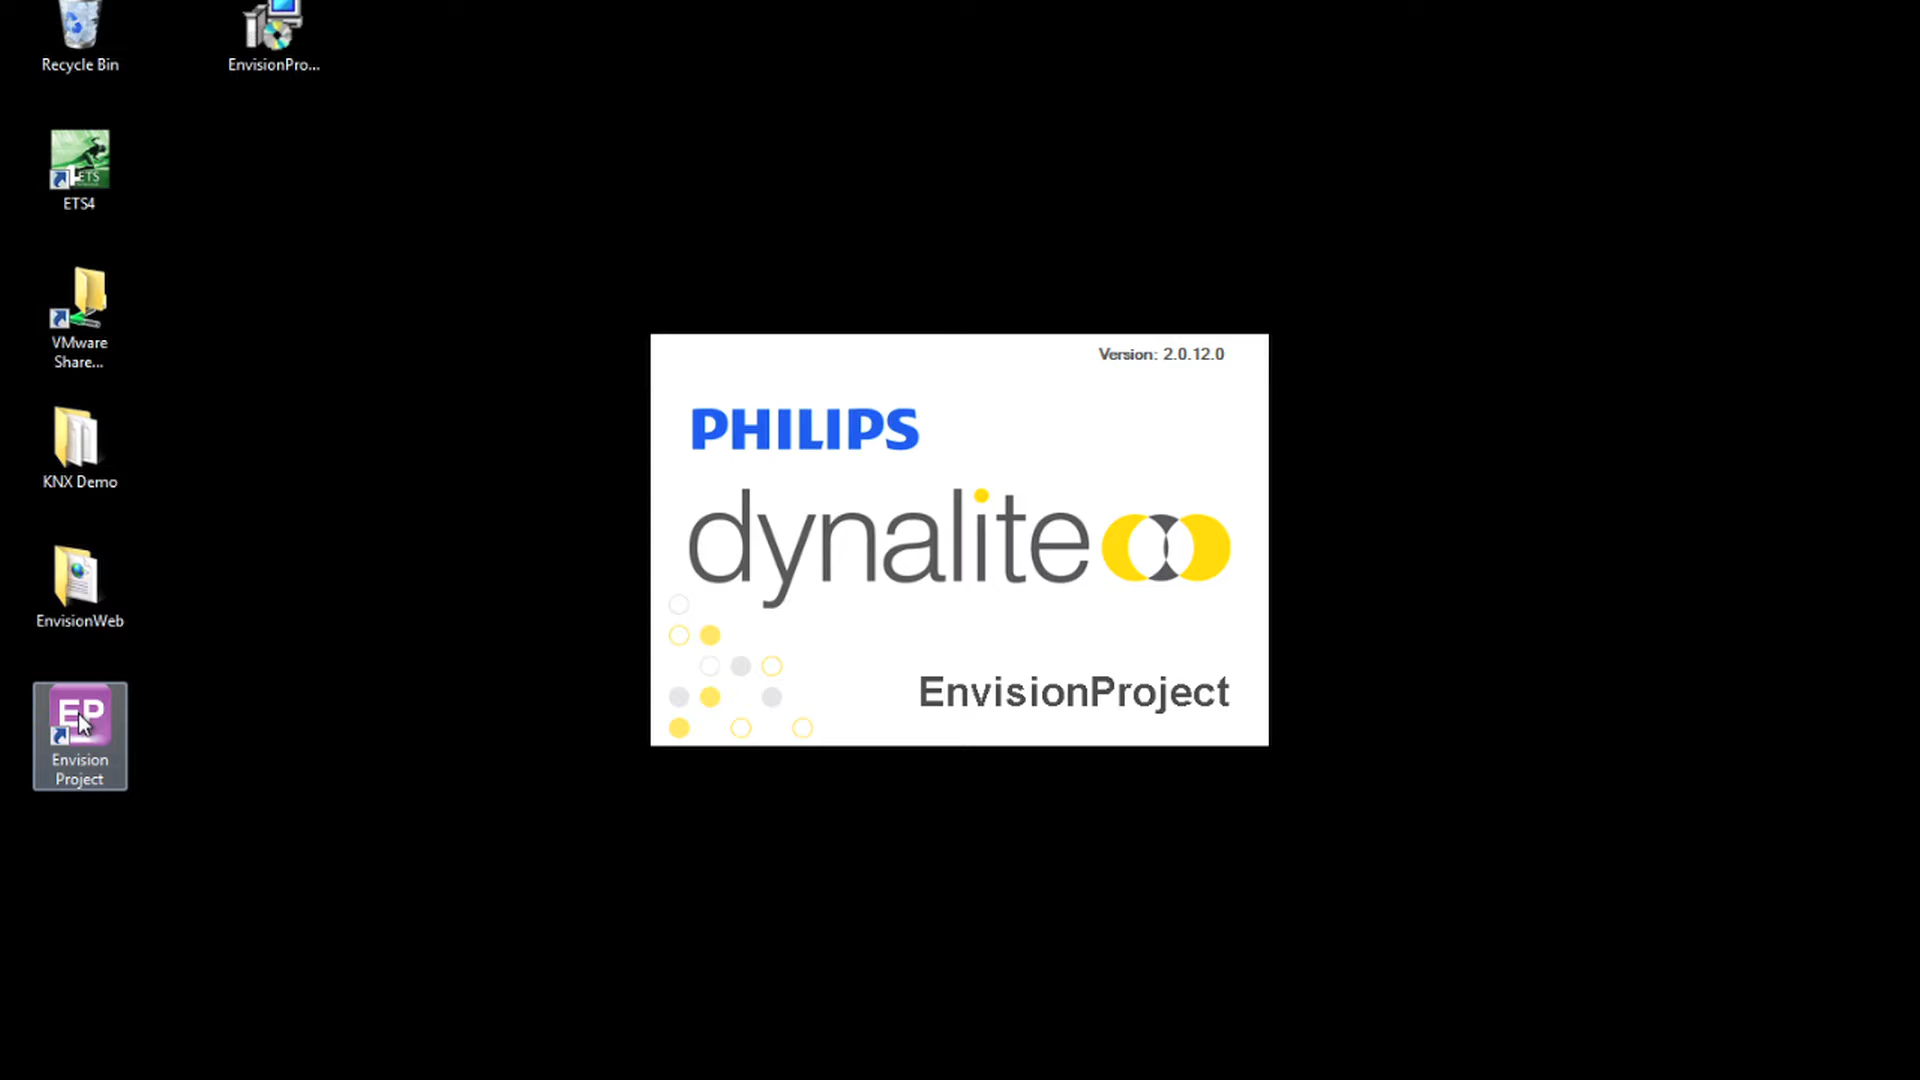 Recycle Bin
EnvisionPro...
ETS
ETS4
VMware
Share...
KNX Demo
EnvisionWeb
EP
Envision
Project
Version: 2.0.12.0
PHILIPS
dynalite
EnvisionProject